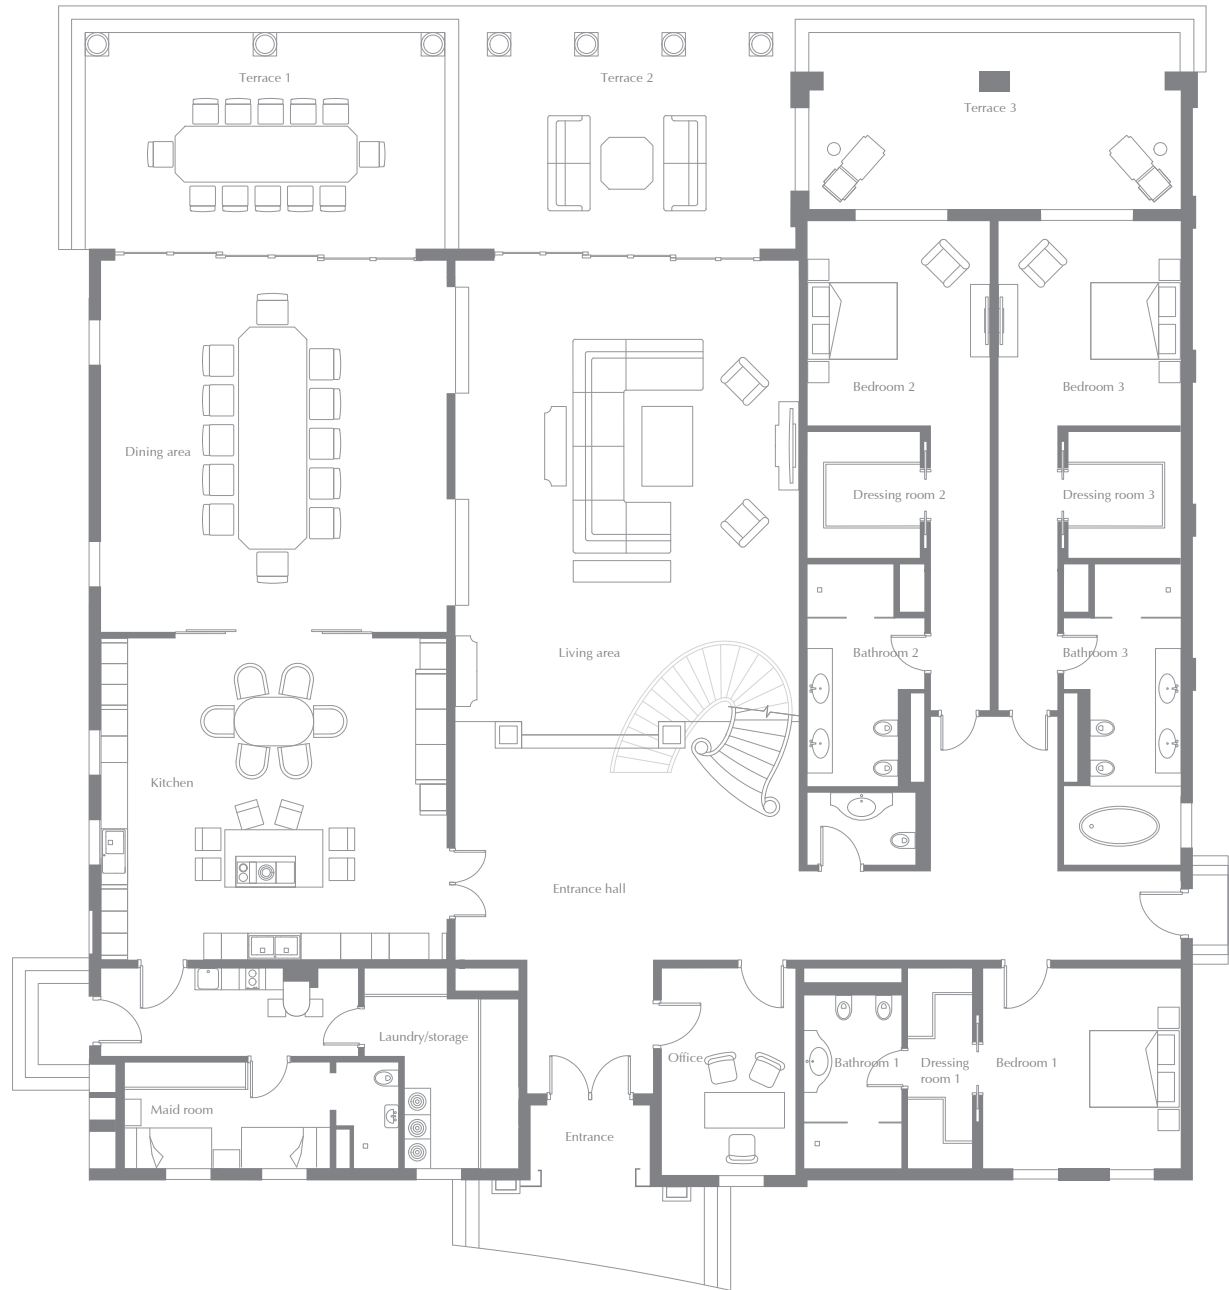 Terrace 1
Terrace 2
Terrace 3
Bedroom 2
Bedroom 3
Dining area
Dressing room 2
Dressing room 3
Living area
Bathroom 2
Bathroom 3
Kitchen
Entrance hall
Laundry/storage
Office
Bathroom 1
Dressing
room 1
Bedroom 1
Maid room
Entrance